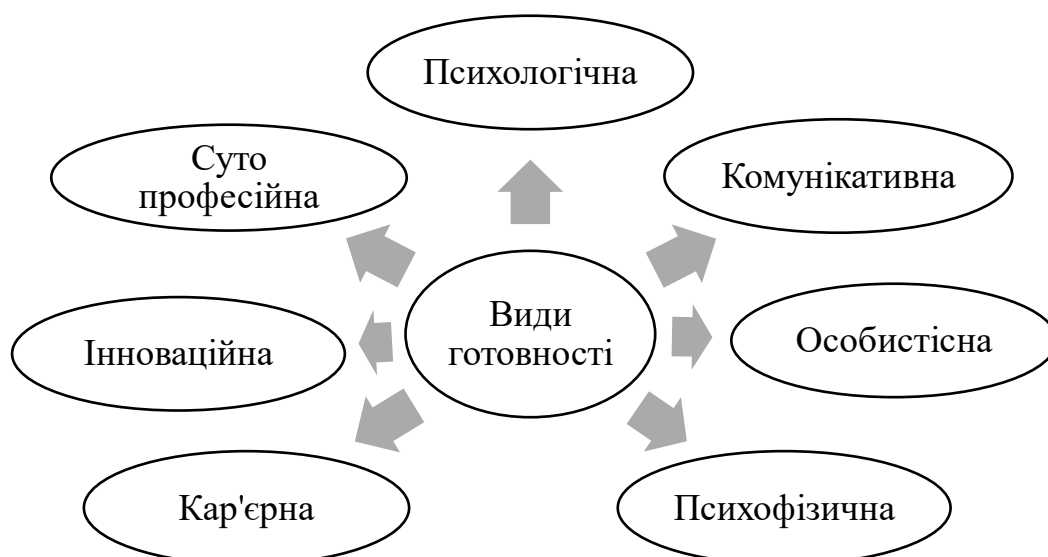 Психологічна
Суто
професійна
Комунікативна
Види
готовності
Інноваційна
Особистісна
Кар'єрна
Психофізична